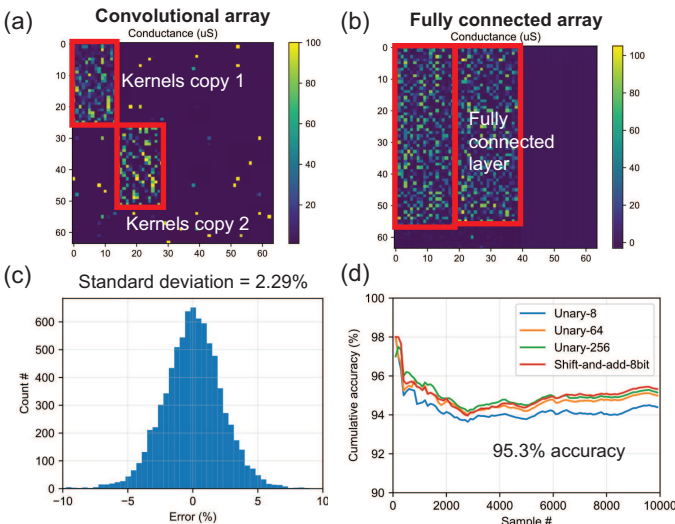 (a)
Convolutional array
Conductance (uS)
0
10
20
30
40
50
60
0 10 20 30 40 50 60
100
80
60
40
20
Kernels copy 1
Kernels copy 2
(b)
Fully connected array
Conductance (uS)
0
10
20
30
40
50
60
0 10 20 30 40 50 60
100
80
60
40
20
0
Fully
connected
layer
(c)
Standard deviation = 2.29%
Count #
600
500
400
300
200
100
0
−10 −5 0 5 10
Error (%)
(d)
Cumulative accuracy (%)
100
98
96
94
92
90
Unary-8
Unary-64
Unary-256
Shift-and-add-8bit
95.3% accuracy
0 2000 4000 6000 8000 10000
Sample #